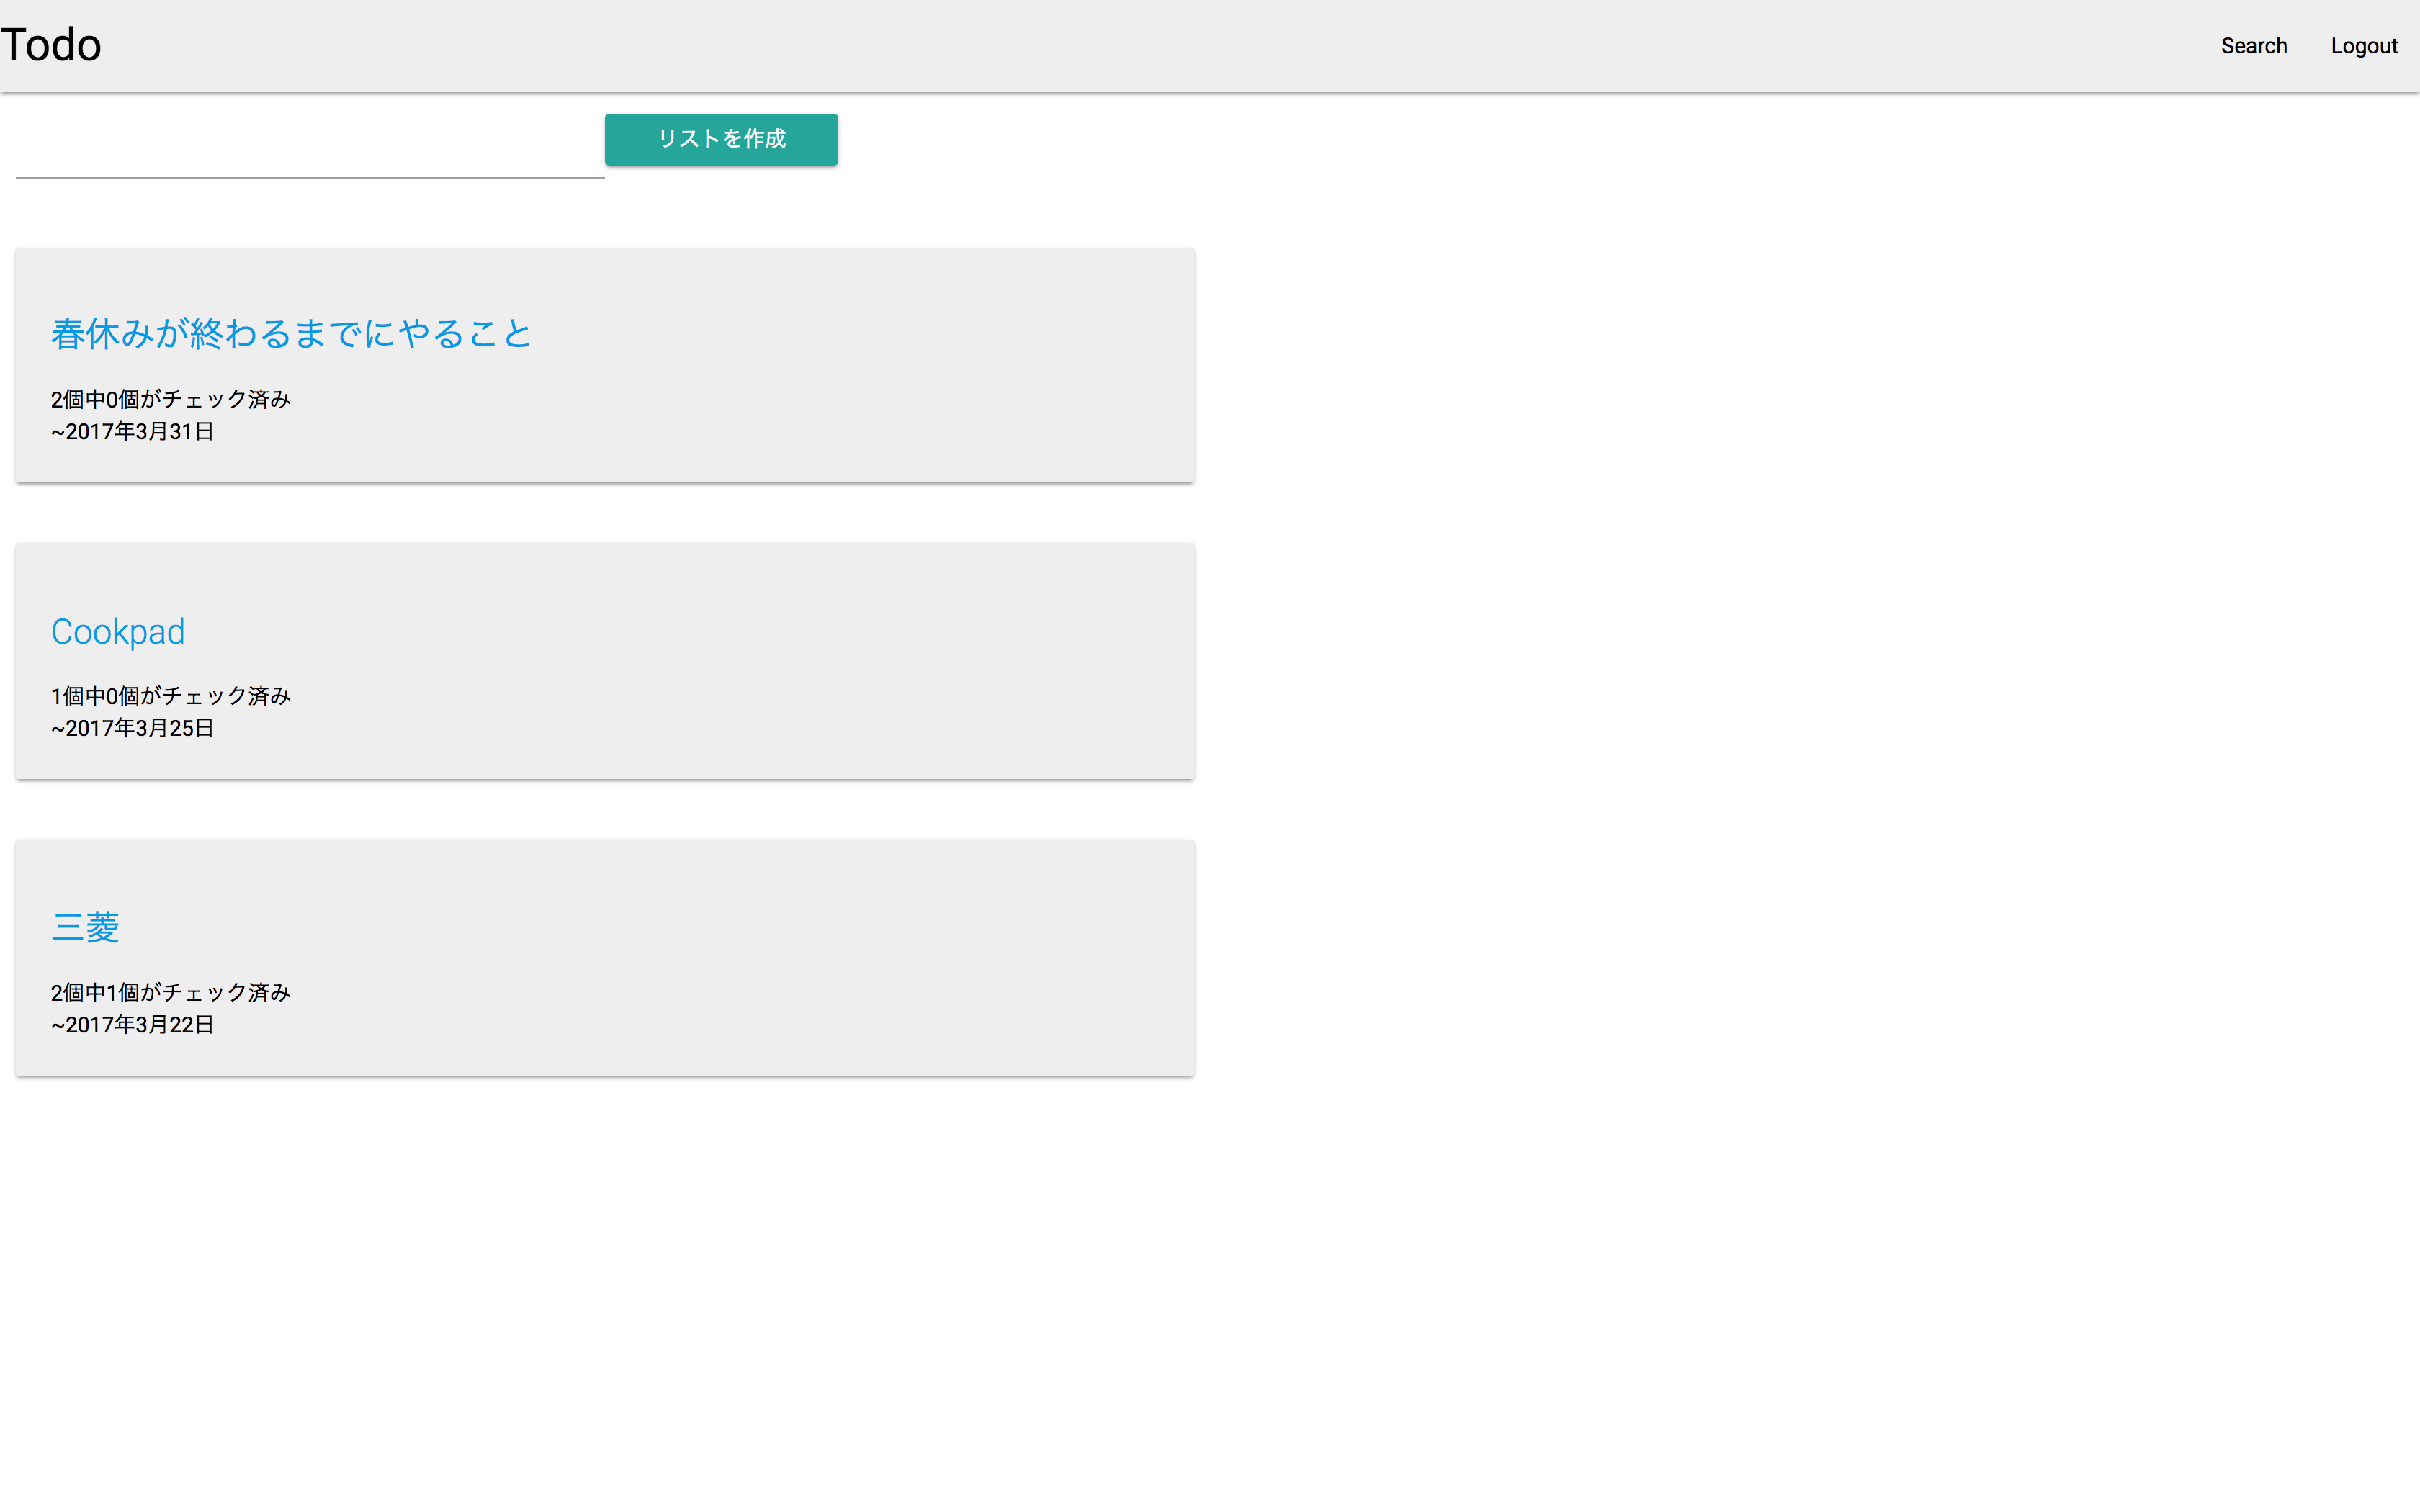 Todo
Search
Logout
リストを作成
春休みが終わるまでにやること
2個中0個がチェック済み
~2017年3月31日
Cookpad
1個中0個がチェック済み
~2017年3月25日
三菱
2個中1個がチェック済み
~2017年3月22日